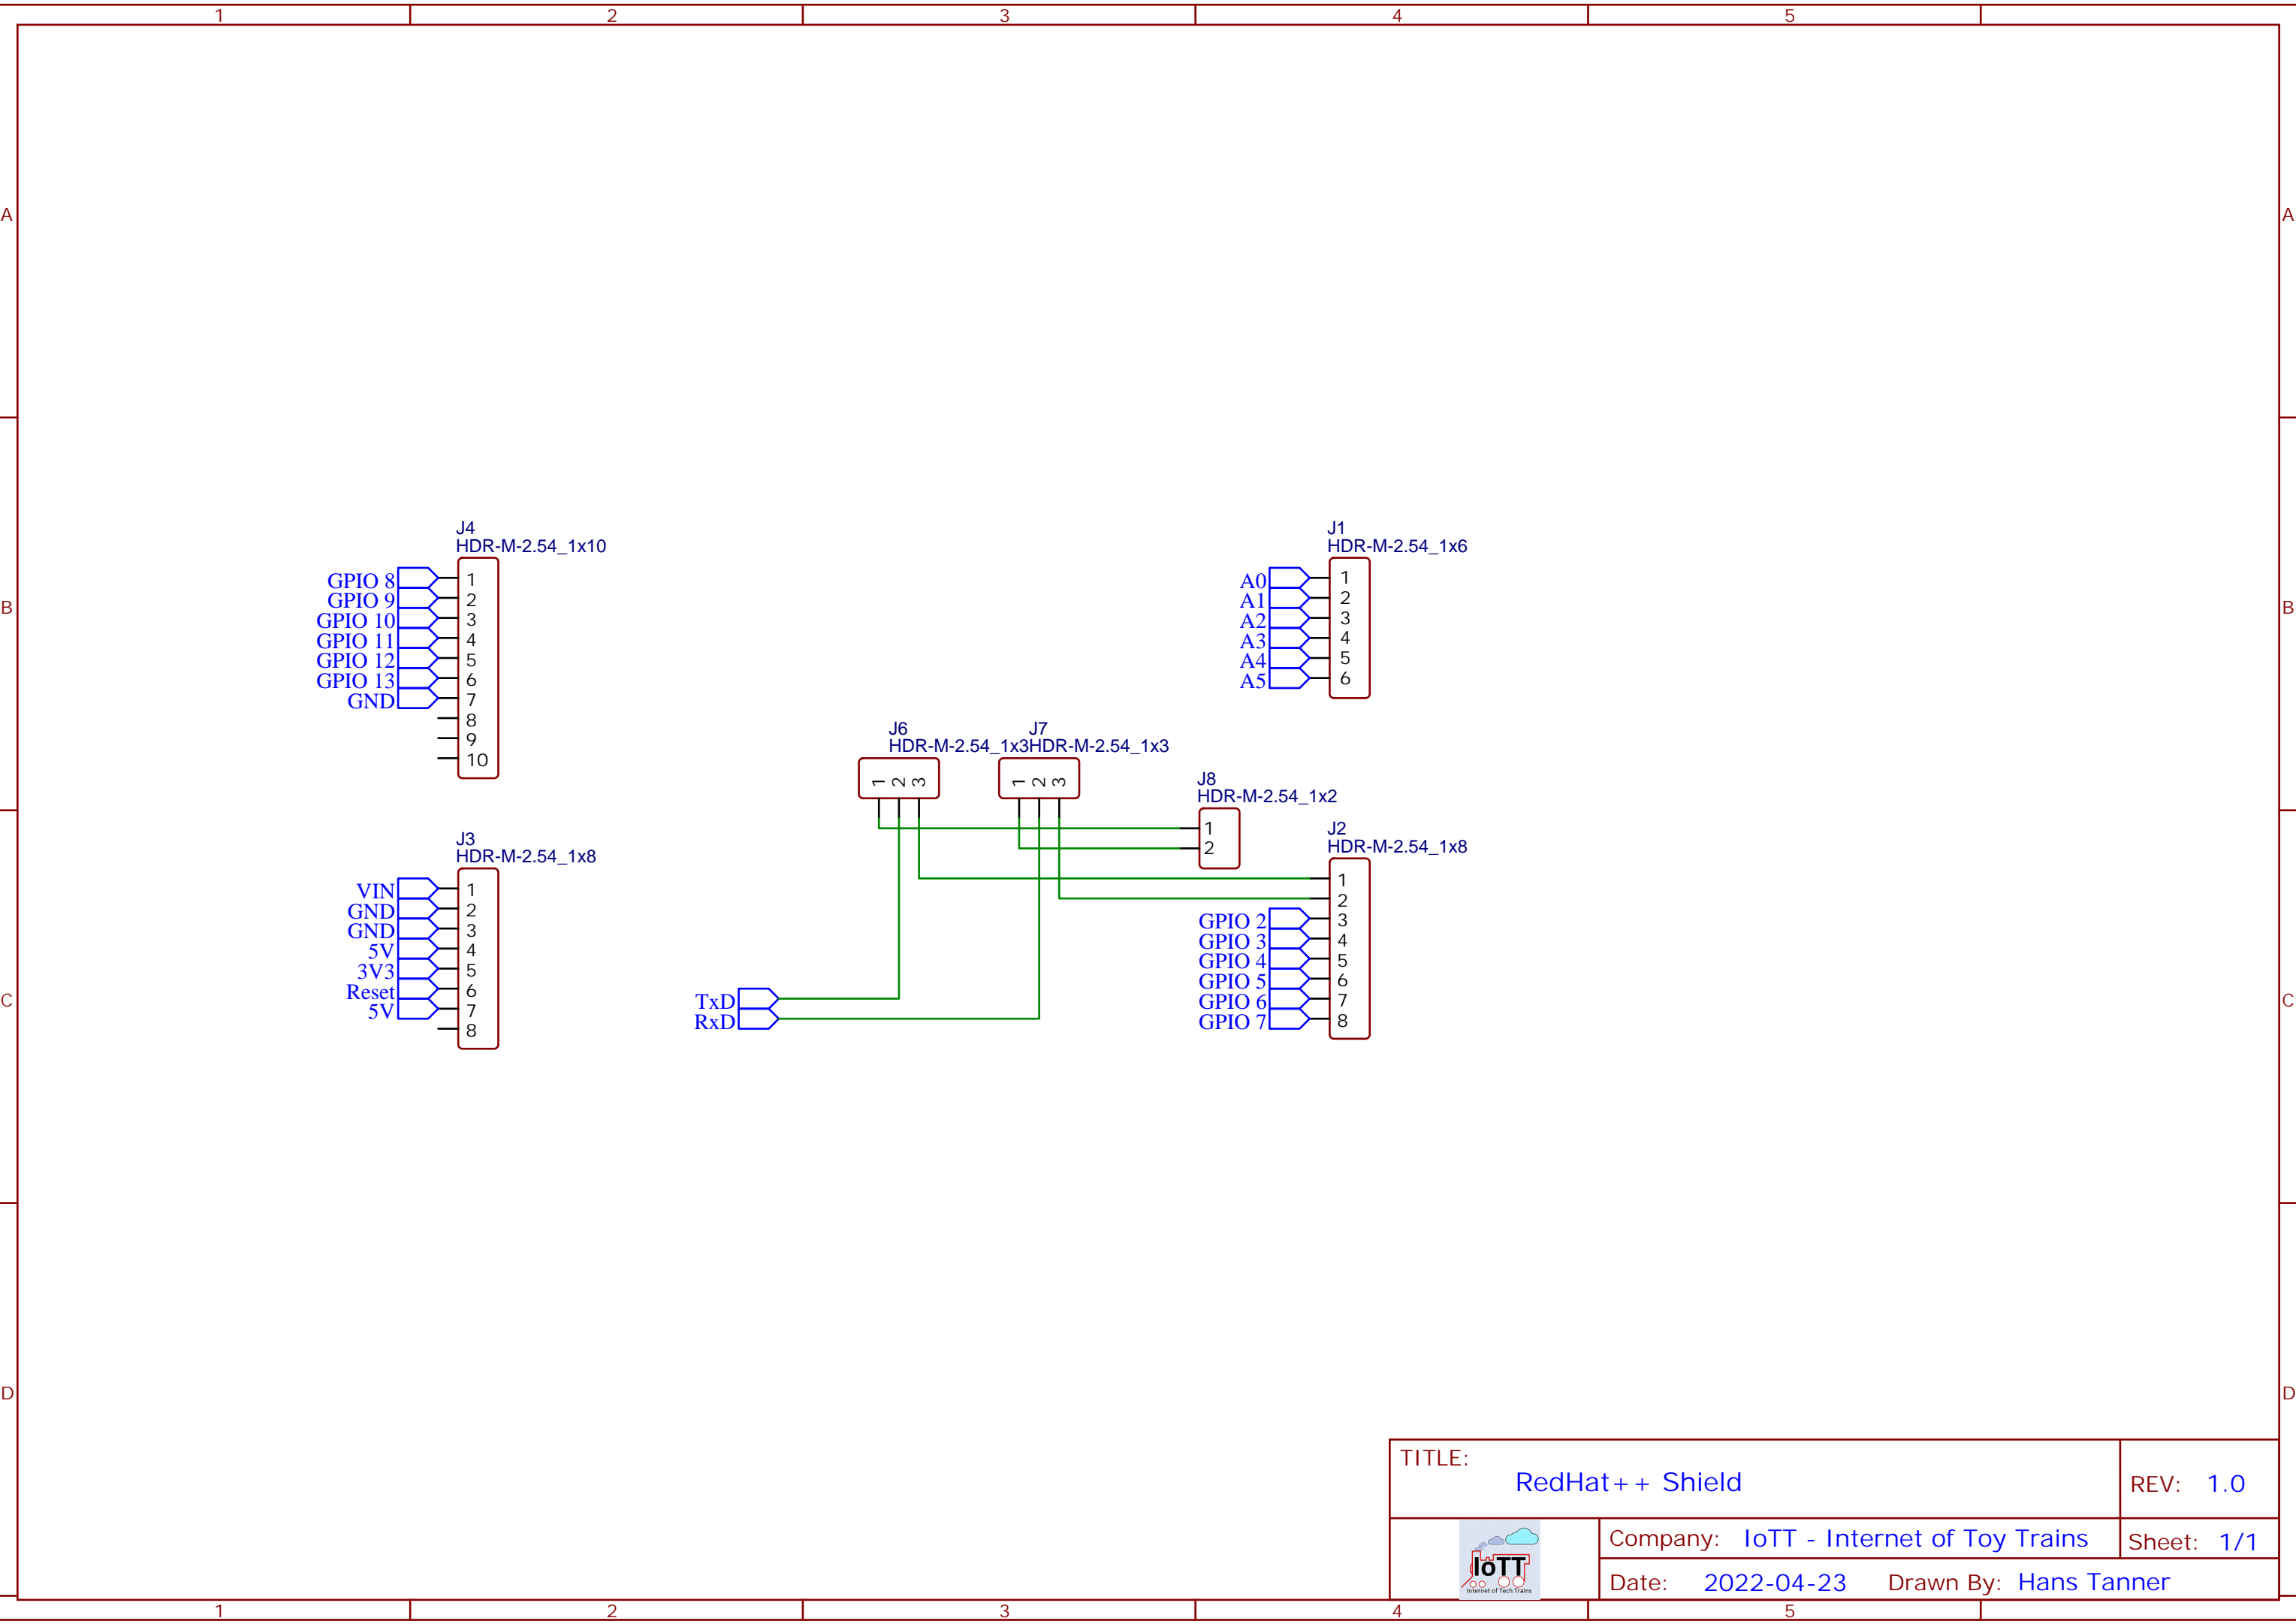 1 2 3 4 5
A A
B B
C C
D D
J4
HDR-M-2.54_1x10
GPIO 8 1
GPIO 9 2
GPIO 10 3
GPIO 11 4
GPIO 12 5
GPIO 13 6
GND 7
8
9
10
J1
HDR-M-2.54_1x6
A0 1
A1 2
A2 3
A3 4
A4 5
A5 6
J6
HDR-M-2.54_1x3
1 2 3
J7
HDR-M-2.54_1x3
1 2 3
J8
HDR-M-2.54_1x2
1
2
J3
HDR-M-2.54_1x8
VIN 1
GND 2
GND 3
5V 4
3V3 5
Reset 6
5V 7
8
TxD
RxD
J2
HDR-M-2.54_1x8
1
2
GPIO 2 3
GPIO 3 4
GPIO 4 5
GPIO 5 6
GPIO 6 7
GPIO 7 8
TITLE:
RedHat++ Shield
REV: 1.0
IoTT
Internet of Tech Trains
Company: IoTT - Internet of Toy Trains
Sheet: 1/1
Date: 2022-04-23
Drawn By: Hans Tanner
1 2 3 4 5